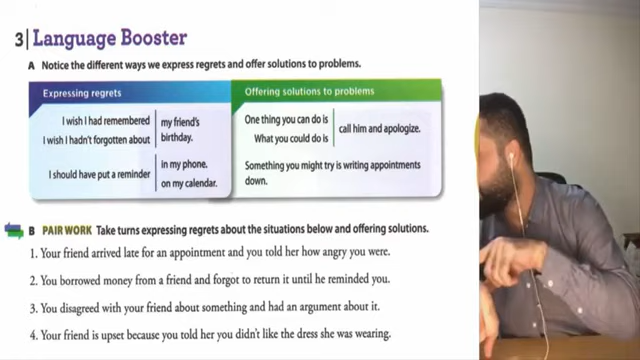 3 Language Booster
A Notice the different ways we express regrets and offer solutions to problems.
Expressing regrets
I wish I had remembered
I wish I hadn't forgotten about
my friend's
birthday.
I should have put a reminder
in my phone.
on my calendar.
Offering solutions to problems
One thing you can do is
What you could do is
call him and apologize.
Something you might try is writing appointments
down.
B PAIR WORK Take turns expressing regrets about the situations below and offering solutions.
1. Your friend arrived late for an appointment and you told her how angry you were.
2. You borrowed money from a friend and forgot to return it until he reminded you.
3. You disagreed with your friend about something and had an argument about it.
4. Your friend is upset because you told her you didn't like the dress she was wearing.